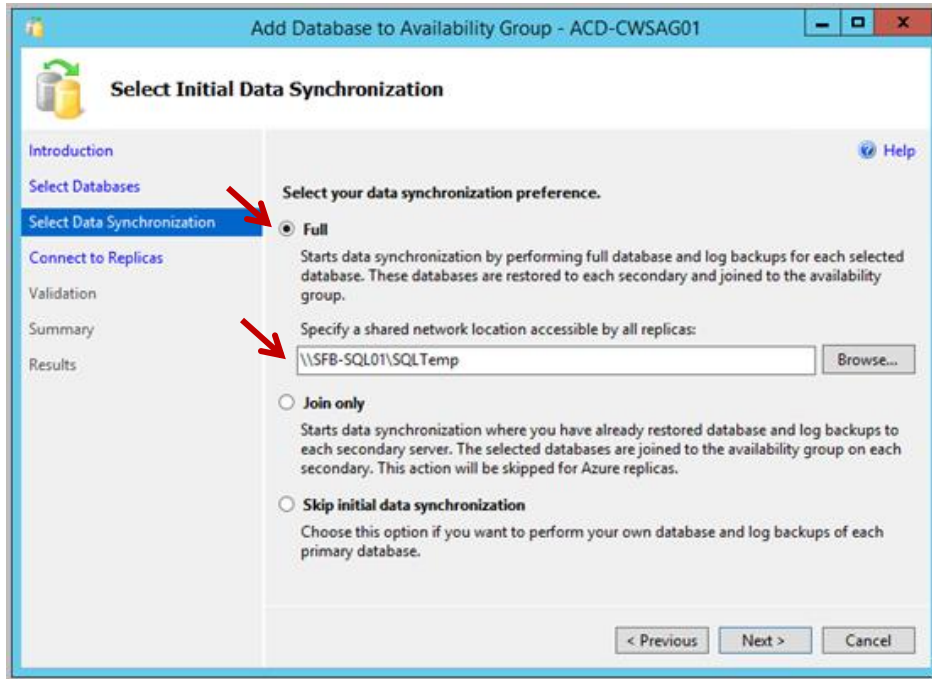 Add Database to Availability Group - ACD-CWSAG01
Select Initial Data Synchronization
Introduction
Select Databases
Select Data Synchronization
Connect to Replicas
Validation
Summary
Results
Help
Select your data synchronization preference.
Full
Starts data synchronization by performing full database and log backups for each selected
database. These databases are restored to each secondary and joined to the availability
group.
Specify a shared network location accessible by all replicas:
\\SFB-SQL01\SQLTemp
Browse...
Join only
Starts data synchronization where you have already restored database and log backups to
each secondary server. The selected databases are joined to the availability group on each
secondary. This action will be skipped for Azure replicas.
Skip initial data synchronization
Choose this option if you want to perform your own database and log backups of each
primary database.
< Previous
Next >
Cancel